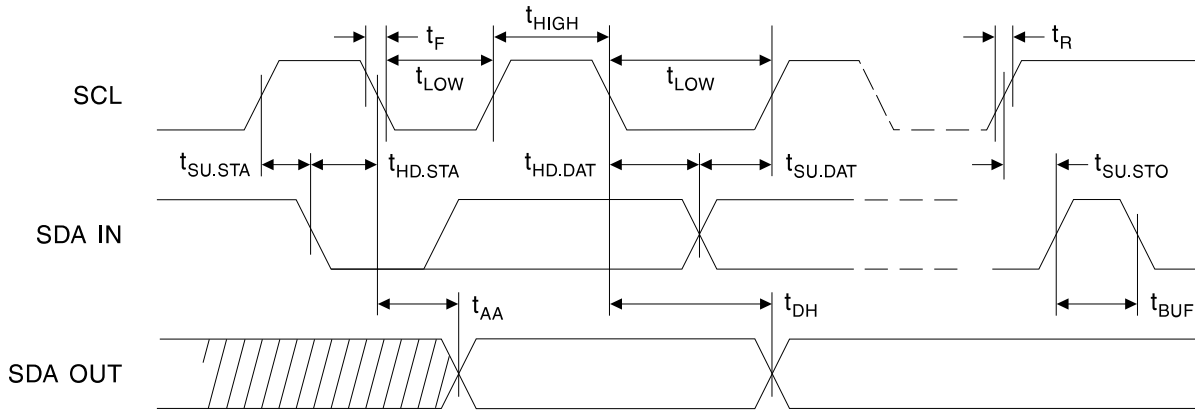 t_F
t_HIGH
t_R
SCL
t_LOW
t_LOW
t_SU.STA
t_HD.STA
t_HD.DAT
t_SU.DAT
t_SU.STO
SDA IN
t_AA
t_DH
t_BUF
SDA OUT